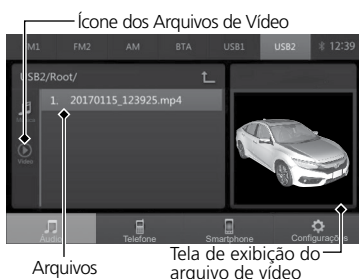 Ícone dos Arquivos de Vídeo
FM1 FM2 AM BTA USB1 USB2 12:39
USB2/Root/
1. 20170115_123925.mp4
Vídeo
Áudio Telefone Smartphone Configurações
Arquivos
Tela de exibição do
arquivo de vídeo